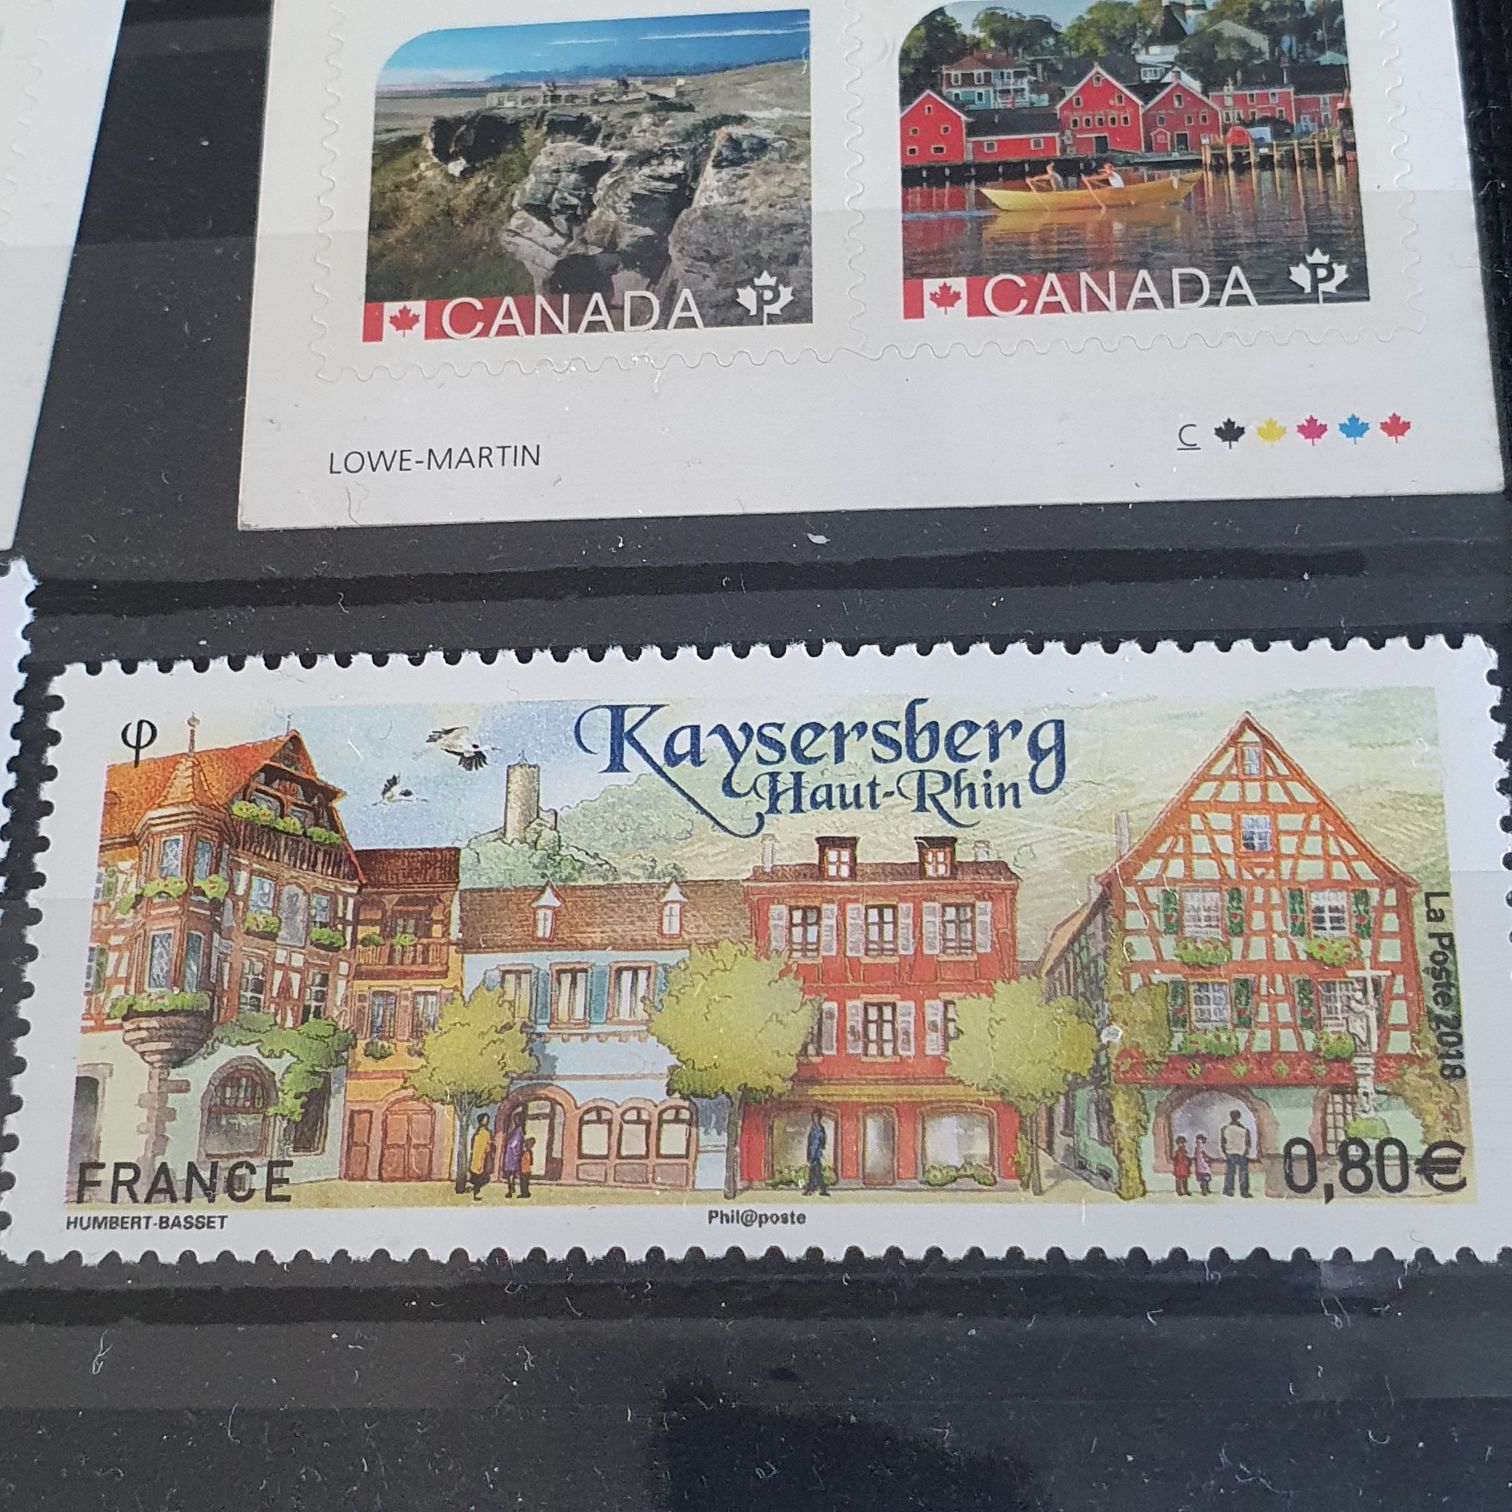 CANADA P
CANADA P
LOWE-MARTIN
C
φ
Kaysersberg
Haut-Rhin
La Poste 2018
FRANCE
0,80€
HUMBERT-BASSET
Phil@poste